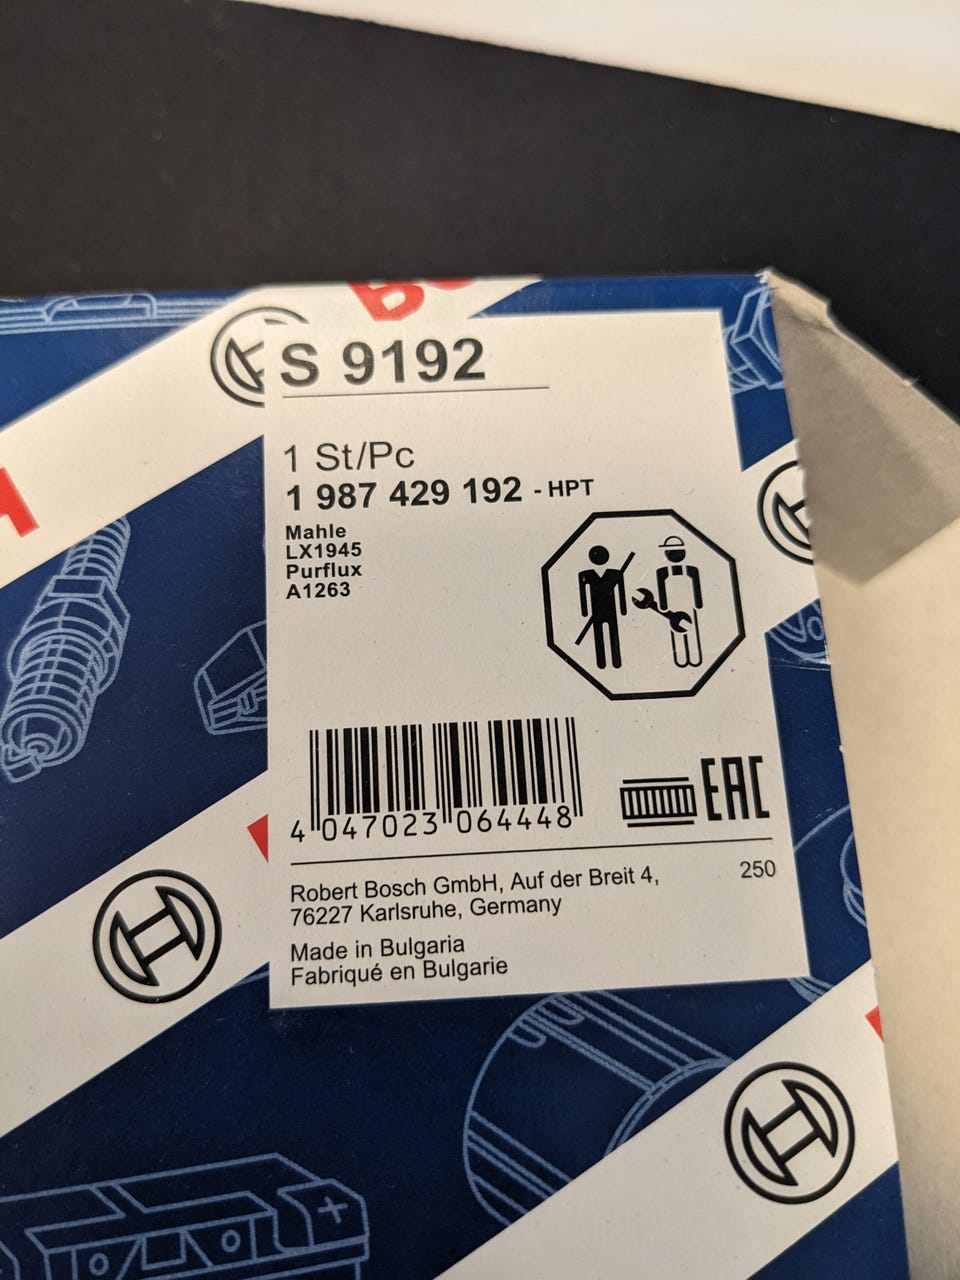 S 9192
1 St/Pc
1 987 429 192 - HPT
Mahle
LX1945
Purflux
A1263
EAC
4 047023 064448
Robert Bosch GmbH, Auf der Breit 4,
76227 Karlsruhe, Germany
250
Made in Bulgaria
Fabriqué en Bulgarie